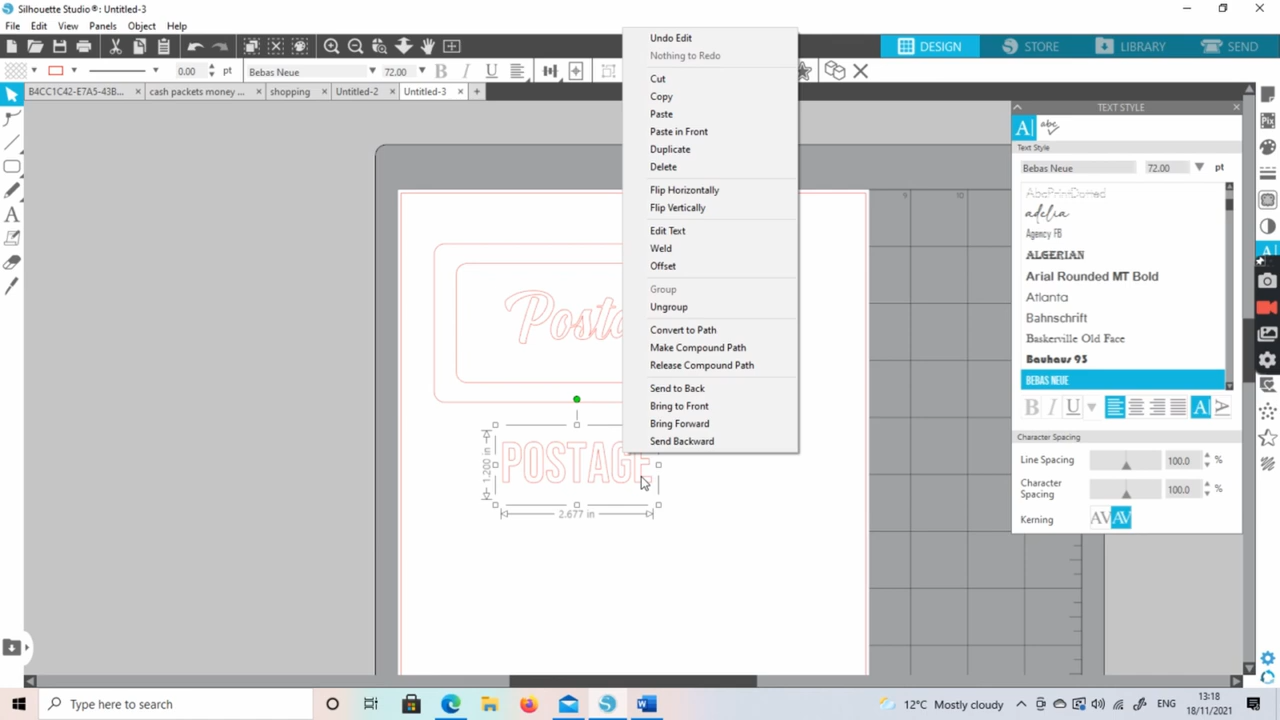 Silhouette Studio®: Untitled-3
File Edit View Panels Object Help
DESIGN STORE LIBRARY SEND
0.00 pt Bebas Neue 72.00 B I U
B4CC1C42-E7A5-43B... cash packets money ... shopping Untitled-2 Untitled-3
Undo Edit
Nothing to Redo
Cut
Copy
Paste
Paste in Front
Duplicate
Delete
Flip Horizontally
Flip Vertically
Edit Text
Weld
Offset
Group
Ungroup
Convert to Path
Make Compound Path
Release Compound Path
Send to Back
Bring to Front
Bring Forward
Send Backward
9 10
Posta
POSTAGE
1.200 in
2.677 in
TEXT STYLE
Text Style
Bebas Neue 72.00 pt
AbcPrintDotted
adelia
Agency FB
ALGERIAN
Arial Rounded MT Bold
Atlanta
Bahnschrift
Baskerville Old Face
Bauhaus 93
BEBAS NEUE
B I U
Character Spacing
Line Spacing 100.0 %
Character
Spacing 100.0 %
Kerning AV AV
Type here to search
12°C Mostly cloudy ENG 13:18
18/11/2021